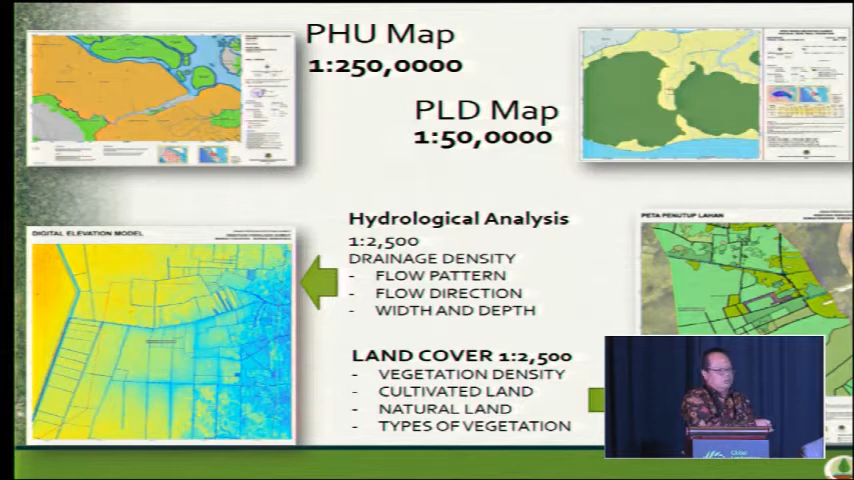 PHU Map
1:250,0000
PLD Map
1:50,0000
DIGITAL ELEVATION MODEL
Hydrological Analysis
1:2,500
DRAINAGE DENSITY
- FLOW PATTERN
- FLOW DIRECTION
- WIDTH AND DEPTH
PETA PENUTUP LAHAN
LAND COVER 1:2,500
- VEGETATION DENSITY
- CULTIVATED LAND
- NATURAL LAND
- TYPES OF VEGETATION